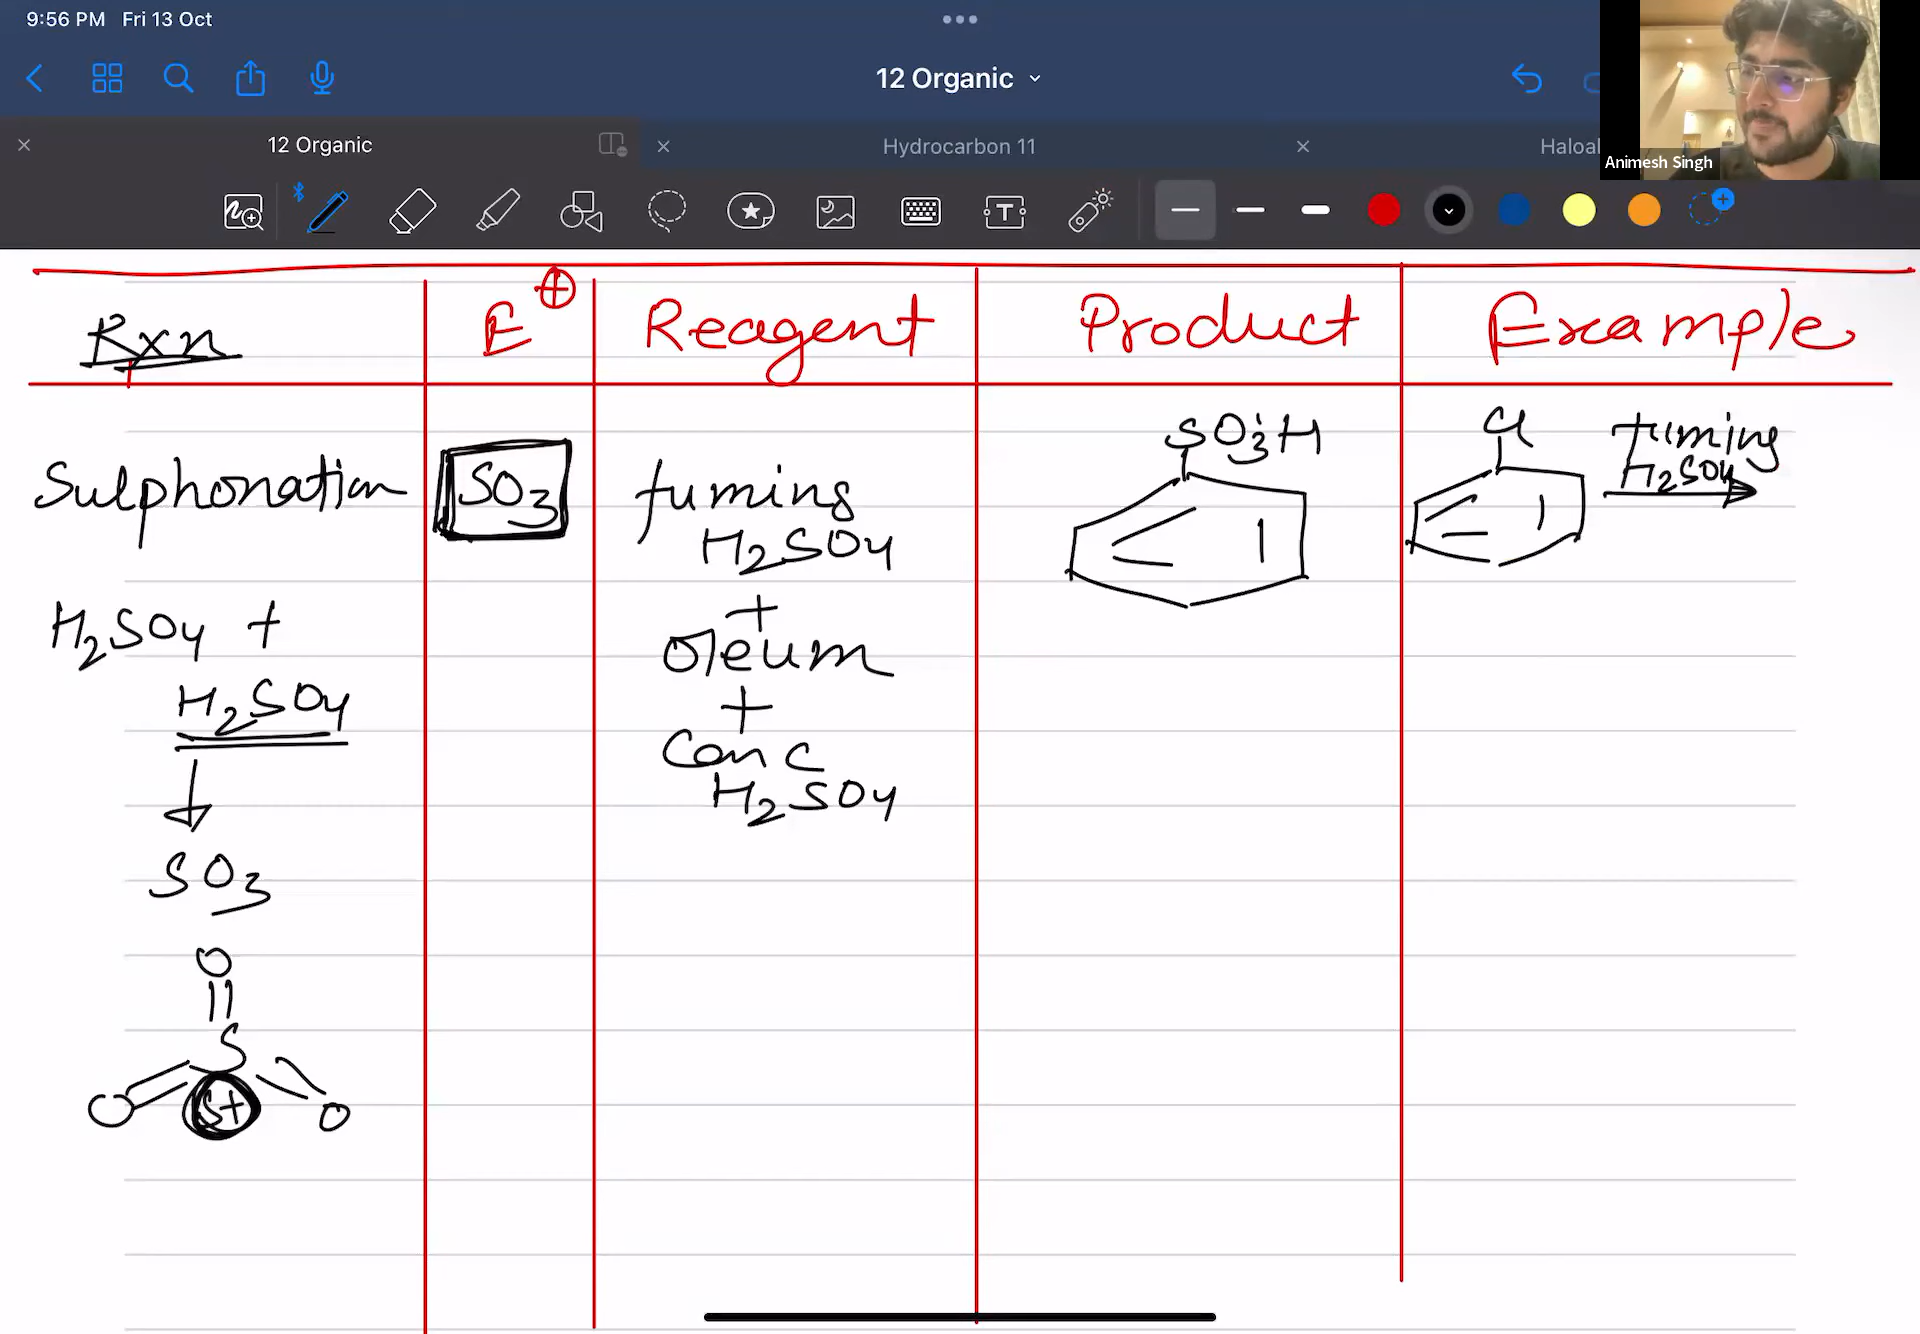 9:56 PM Fri 13 Oct
12 Organic
12 Organic
Hydrocarbon 11
Haloal
Animesh Singh
T
Rxn
E⊕
Reagent
Product
Example
Sulphonation
SO3
fuming
H2SO4
+
Oleum
+
Conc
H2SO4
SO3H
Cl
fuming
H2SO4
H2SO4 +
H2SO4
SO3
O
S
O
O
δ+